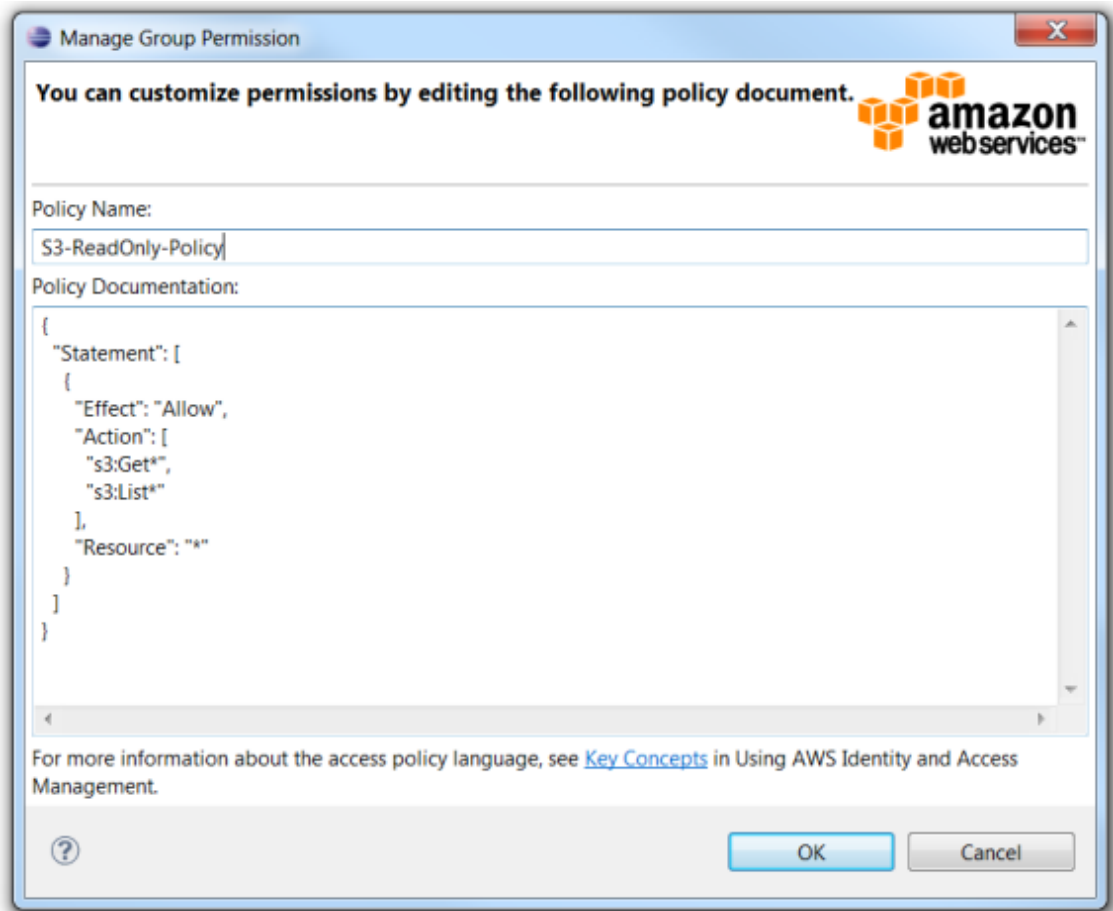 Manage Group Permission
You can customize permissions by editing the following policy document.
amazon
webservices™
Policy Name:
S3-ReadOnly-Policy
Policy Documentation:
{
"Statement": [
{
"Effect": "Allow",
"Action": [
"s3:Get*",
"s3:List*"
],
"Resource": "*"
}
]
}
For more information about the access policy language, see Key Concepts in Using AWS Identity and Access
Management.
?
OK
Cancel